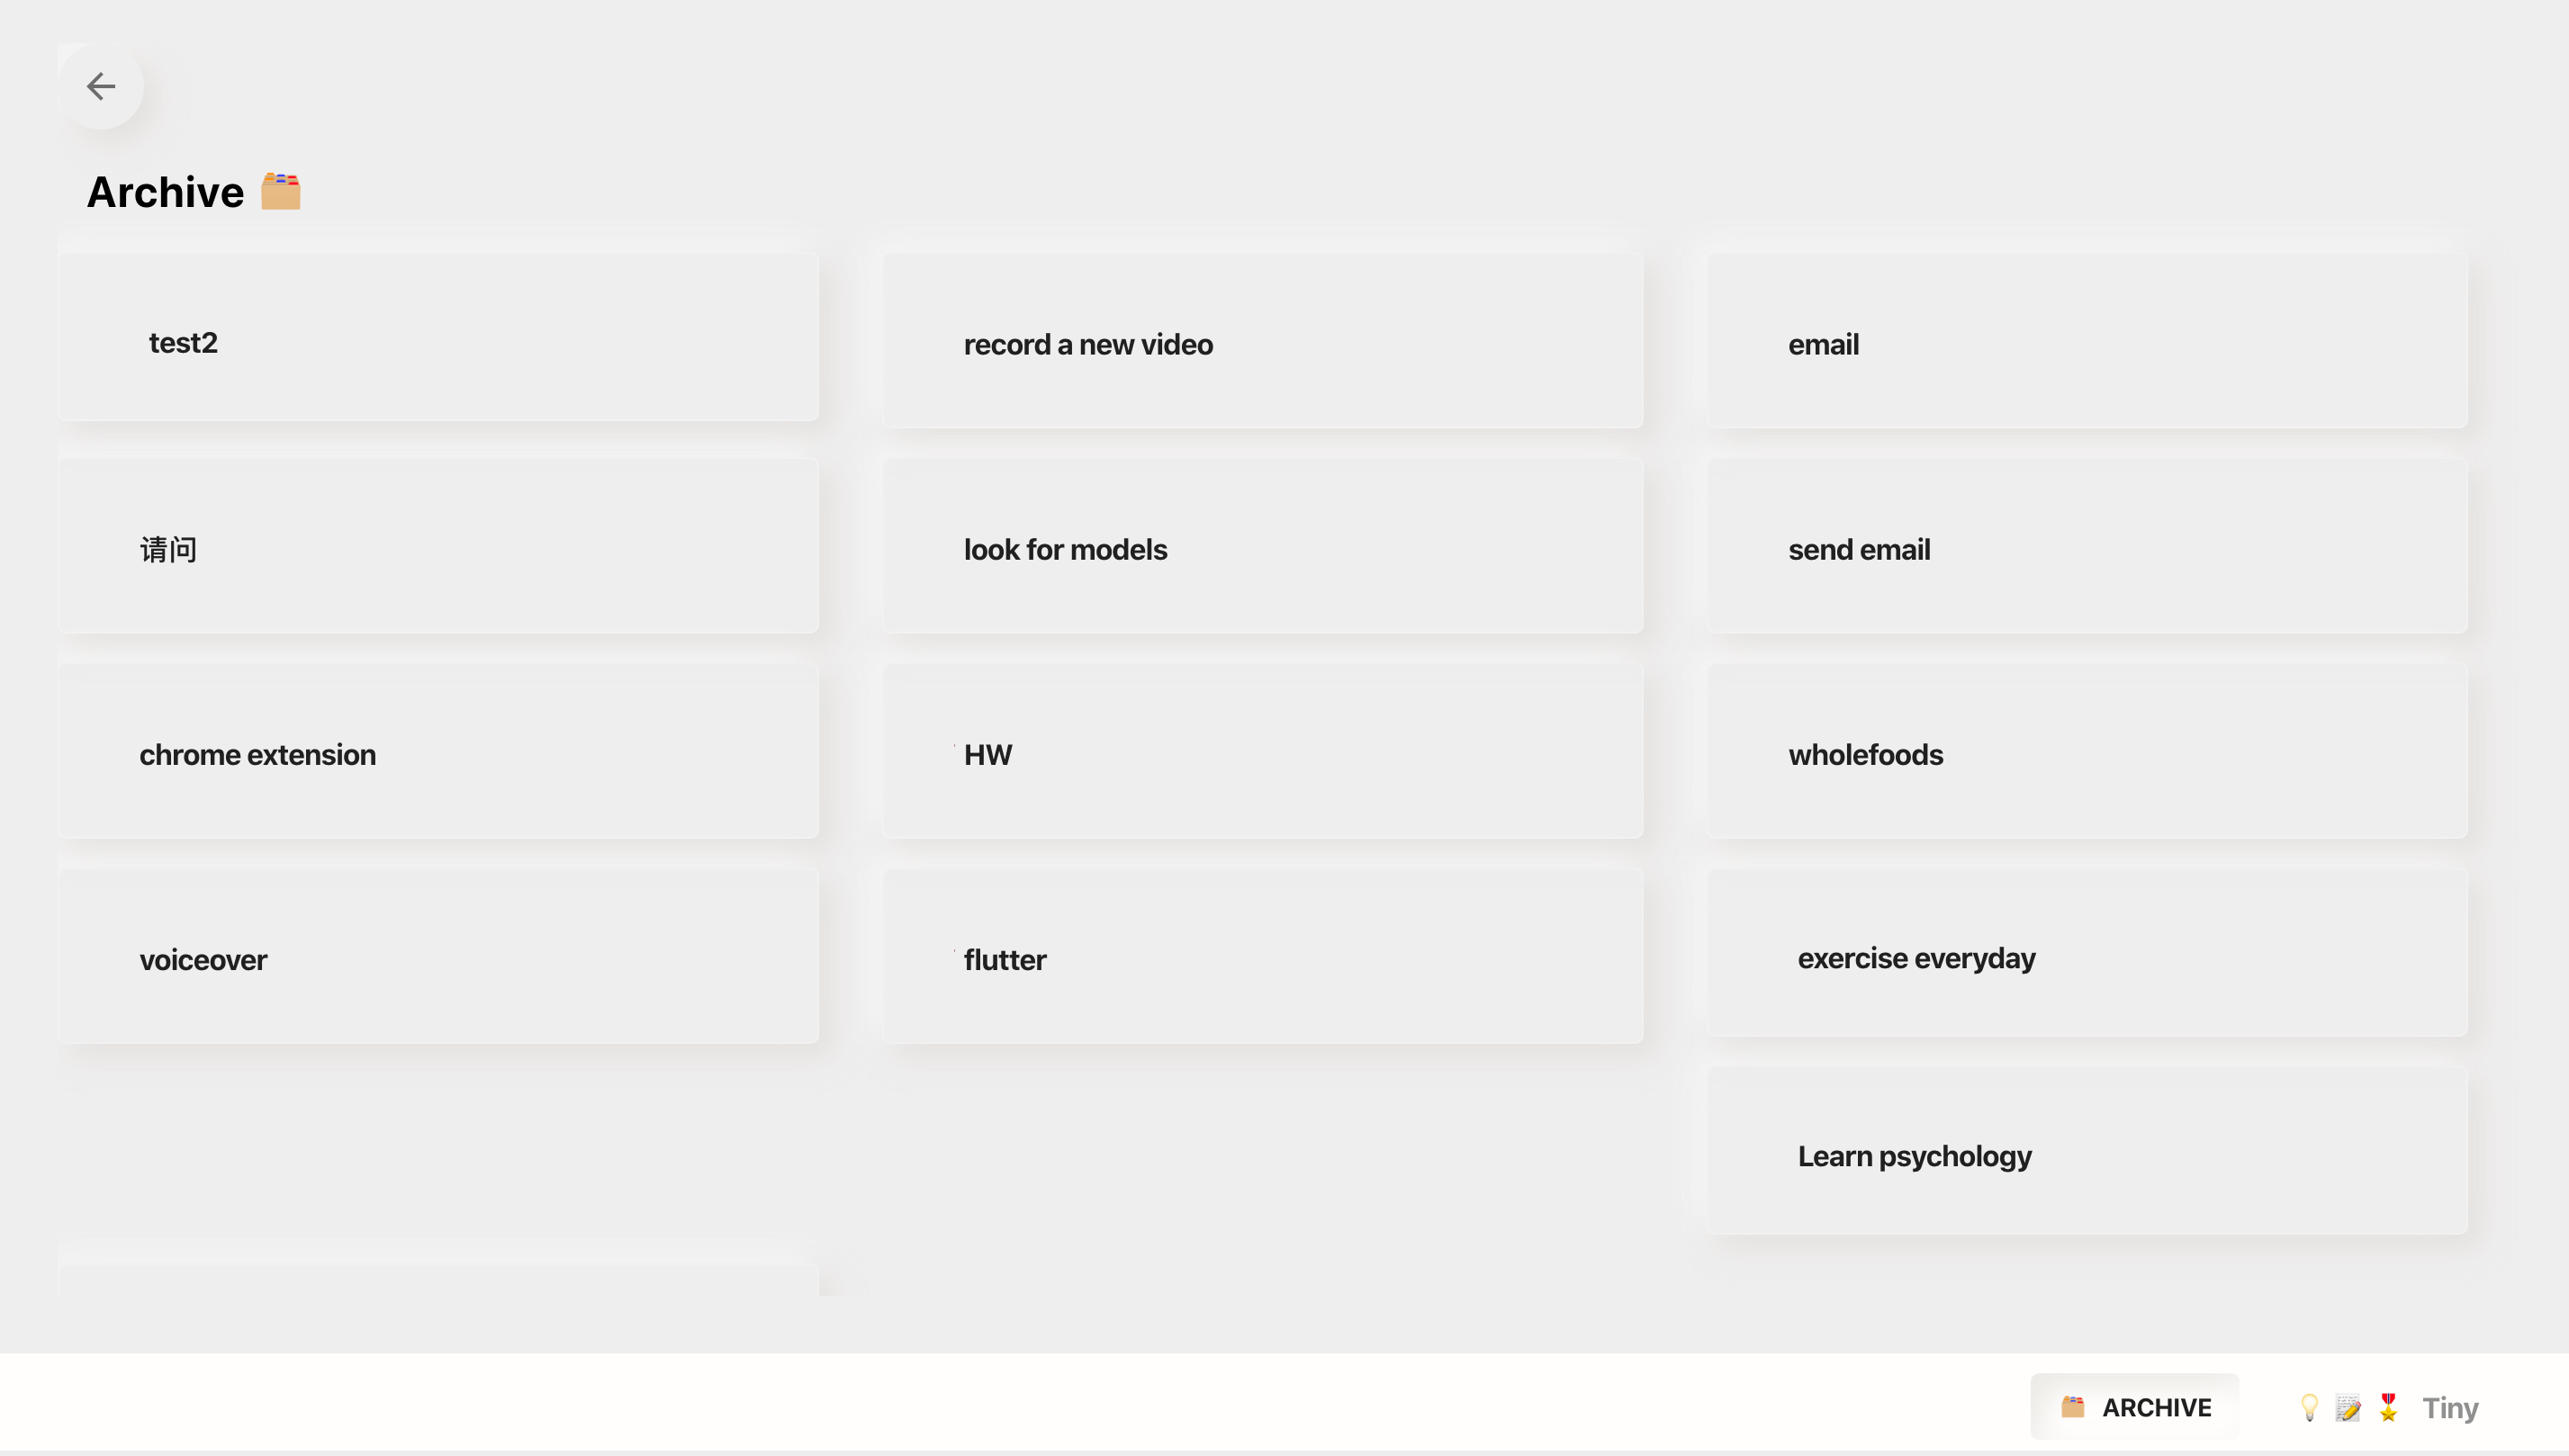 Archive
test2
record a new video
email
请问
look for models
send email
chrome extension
HW
wholefoods
voiceover
flutter
exercise everyday
Learn psychology
ARCHIVE
Tiny